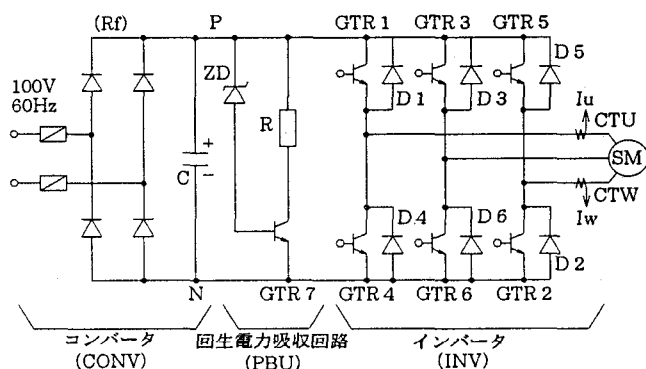 (Rf)
P
GTR 1
GTR 3
GTR 5
100V
60Hz
ZD
R
C
+
−
D 1
D 3
D 5
Iu
CTU
SM
CTW
Iw
D 4
D 6
D 2
N
GTR 7
GTR 4
GTR 6
GTR 2
コンバータ
(CONV)
回生電力吸収回路
(PBU)
インバータ
(INV)